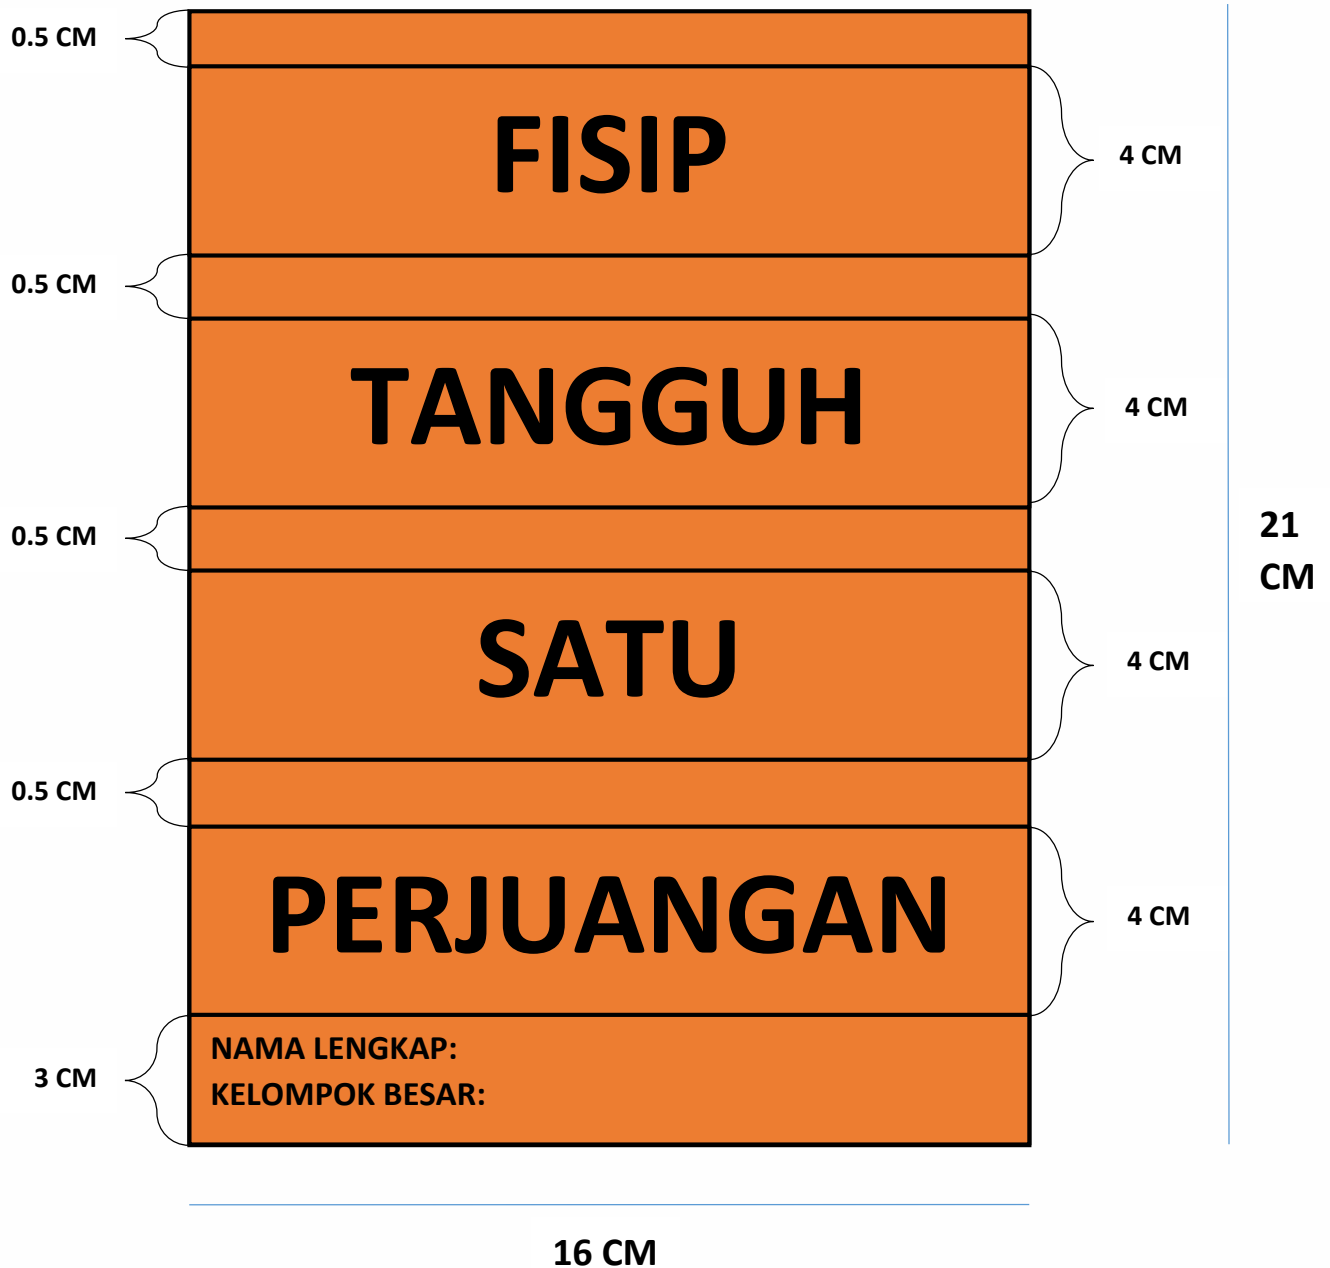 0.5 CM
FISIP
4 CM
0.5 CM
TANGGUH
4 CM
0.5 CM
21
CM
SATU
4 CM
0.5 CM
PERJUANGAN
4 CM
NAMA LENGKAP:
3 CM
KELOMPOK BESAR:
16 CM